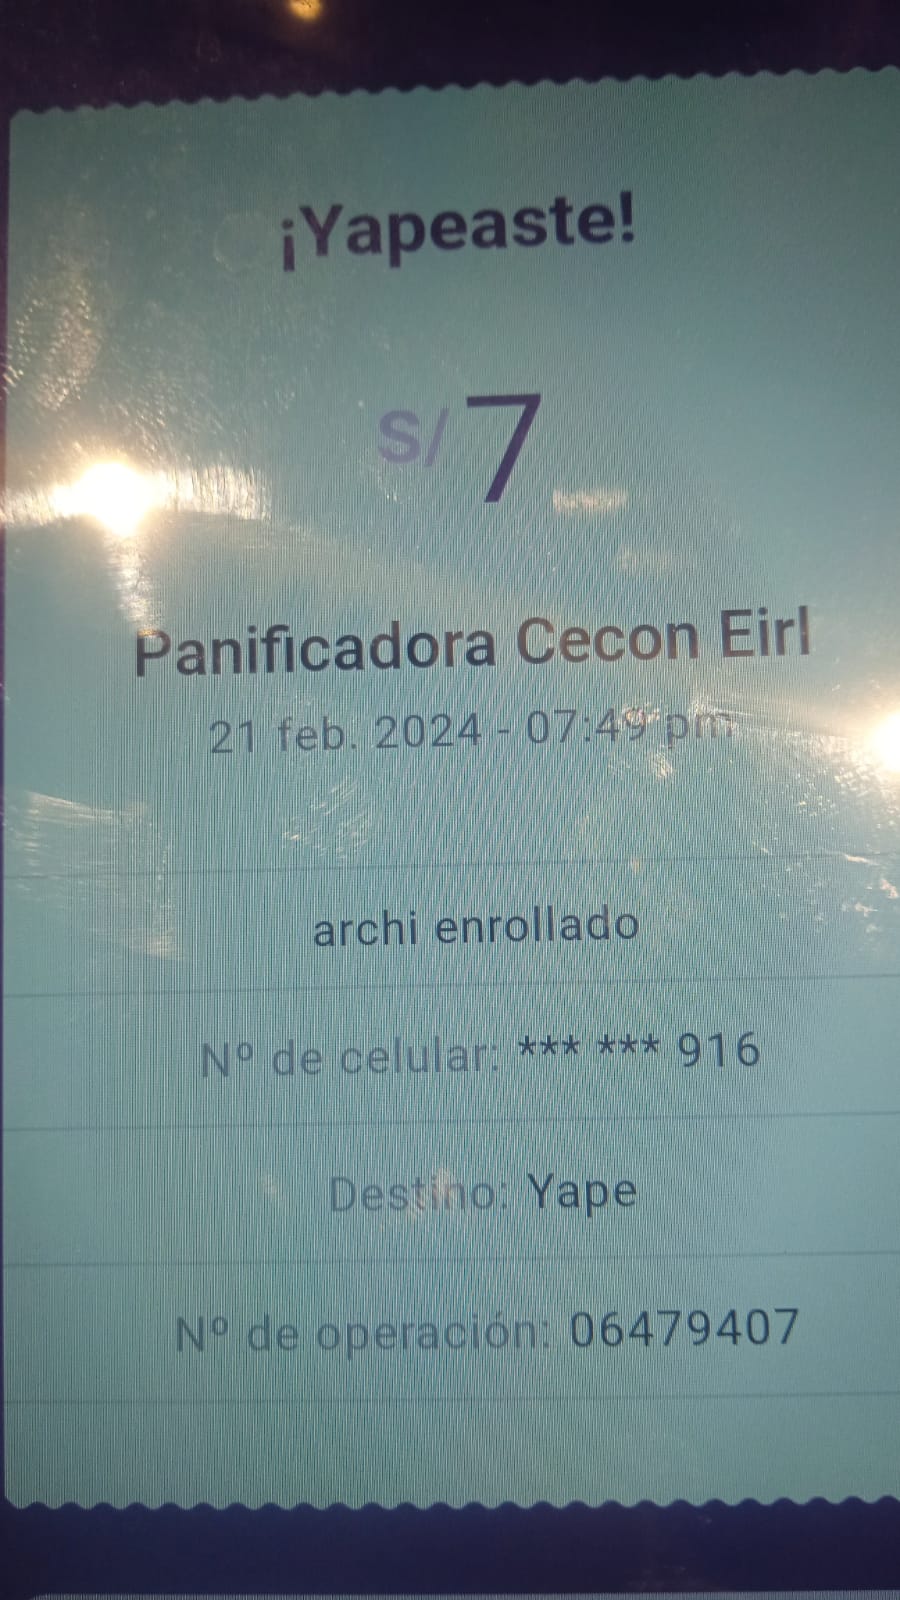 ¡Yapeaste!
S/7
Panificadora Cecon Eirl
21 feb. 2024 - 07:49 pm
archi enrollado
Nº de celular: *** *** 916
Destino: Yape
Nº de operación: 06479407